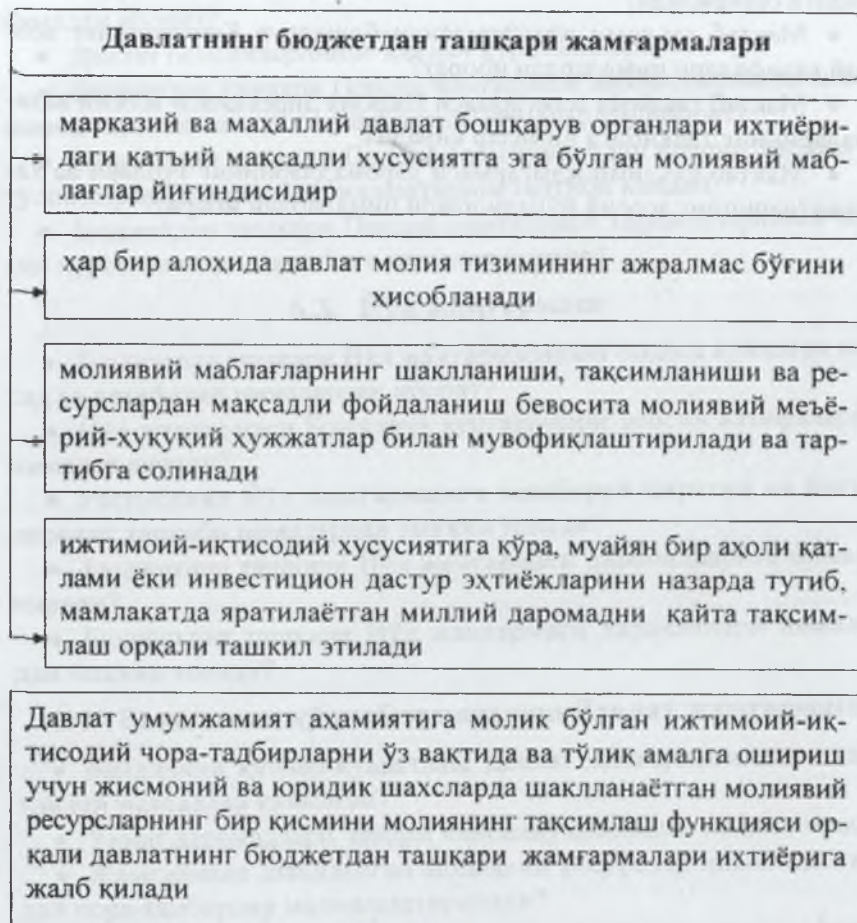 Давлатнинг бюджетдан ташқари жамғармалари
марказий ва маҳаллий давлат бошқарув органлари ихтиёри-
даги қатъий мақсадли хусусиятга эга бўлган молиявий маб-
лағлар йиғиндисидир
ҳар бир алоҳида давлат молия тизимининг ажралмас бўғини
ҳисобланади
молиявий маблағларнинг шаклланиши, тақсимланиши ва ре-
сурслардан мақсадли фойдаланиш бевосита молиявий меъё-
рий-ҳуқуқий ҳужжатлар билан мувофиқлаштирилади ва тар-
тибга солинади
ижтимоий-иқтисодий хусусиятига кўра, муайян бир аҳоли қат-
лами ёки инвестицион дастур эҳтиёжларини назарда тутиб,
мамлакатда яратилаётган миллий даромадни қайта тақсим-
лаш орқали ташкил этилади
Давлат умумжамият аҳамиятига молик бўлган ижтимоий-иқ-
тисодий чора-тадбирларни ўз вақтида ва тўлиқ амалга ошириш
учун жисмоний ва юридик шахсларда шаклланаётган молиявий
ресурсларнинг бир қисмини молиянинг тақсимлаш функцияси ор-
қали давлатнинг бюджетдан ташқари жамғармалари ихтиёрига
жалб қилади